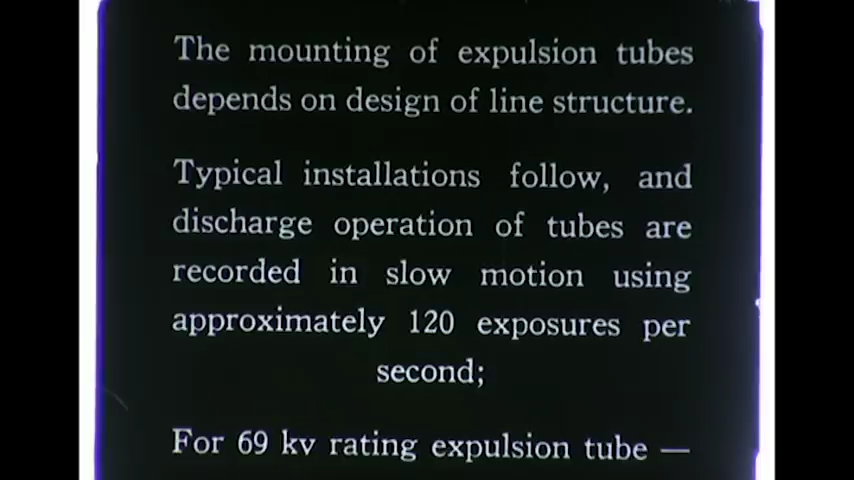 The mounting of expulsion tubes
depends on design of line structure.
Typical installations follow, and
discharge operation of tubes are
recorded in slow motion using
approximately 120 exposures per
second;
For 69 kv rating expulsion tube —